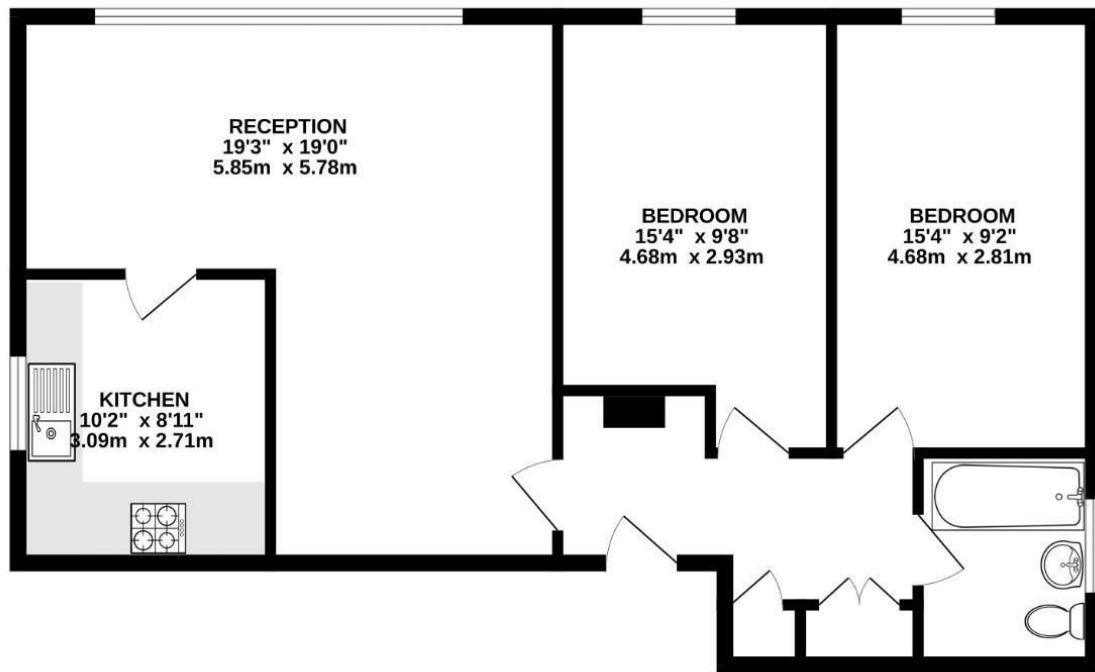 RECEPTION
19'3" x 19'0"
5.85m x 5.78m
BEDROOM
15'4" x 9'8"
4.68m x 2.93m
BEDROOM
15'4" x 9'2"
4.68m x 2.81m
KITCHEN
10'2" x 8'11"
3.09m x 2.71m